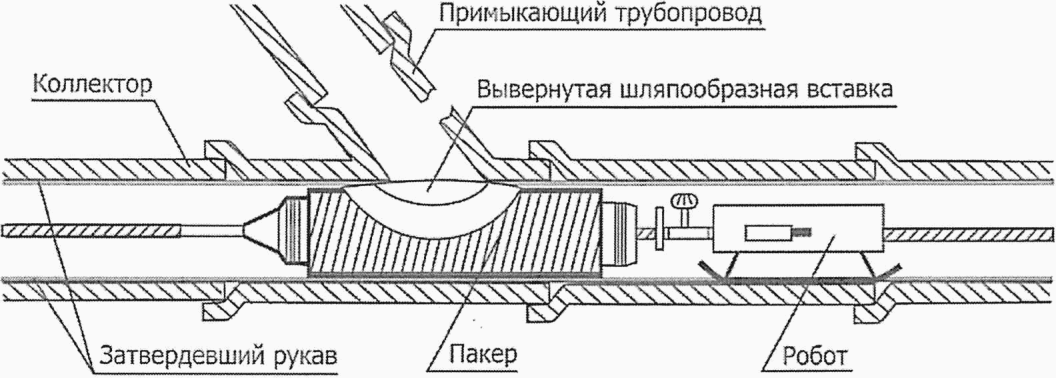 Примыкающий трубопровод
Коллектор
Вывернутая шляпообразная вставка
Затвердевший рукав
Пакер
Робот